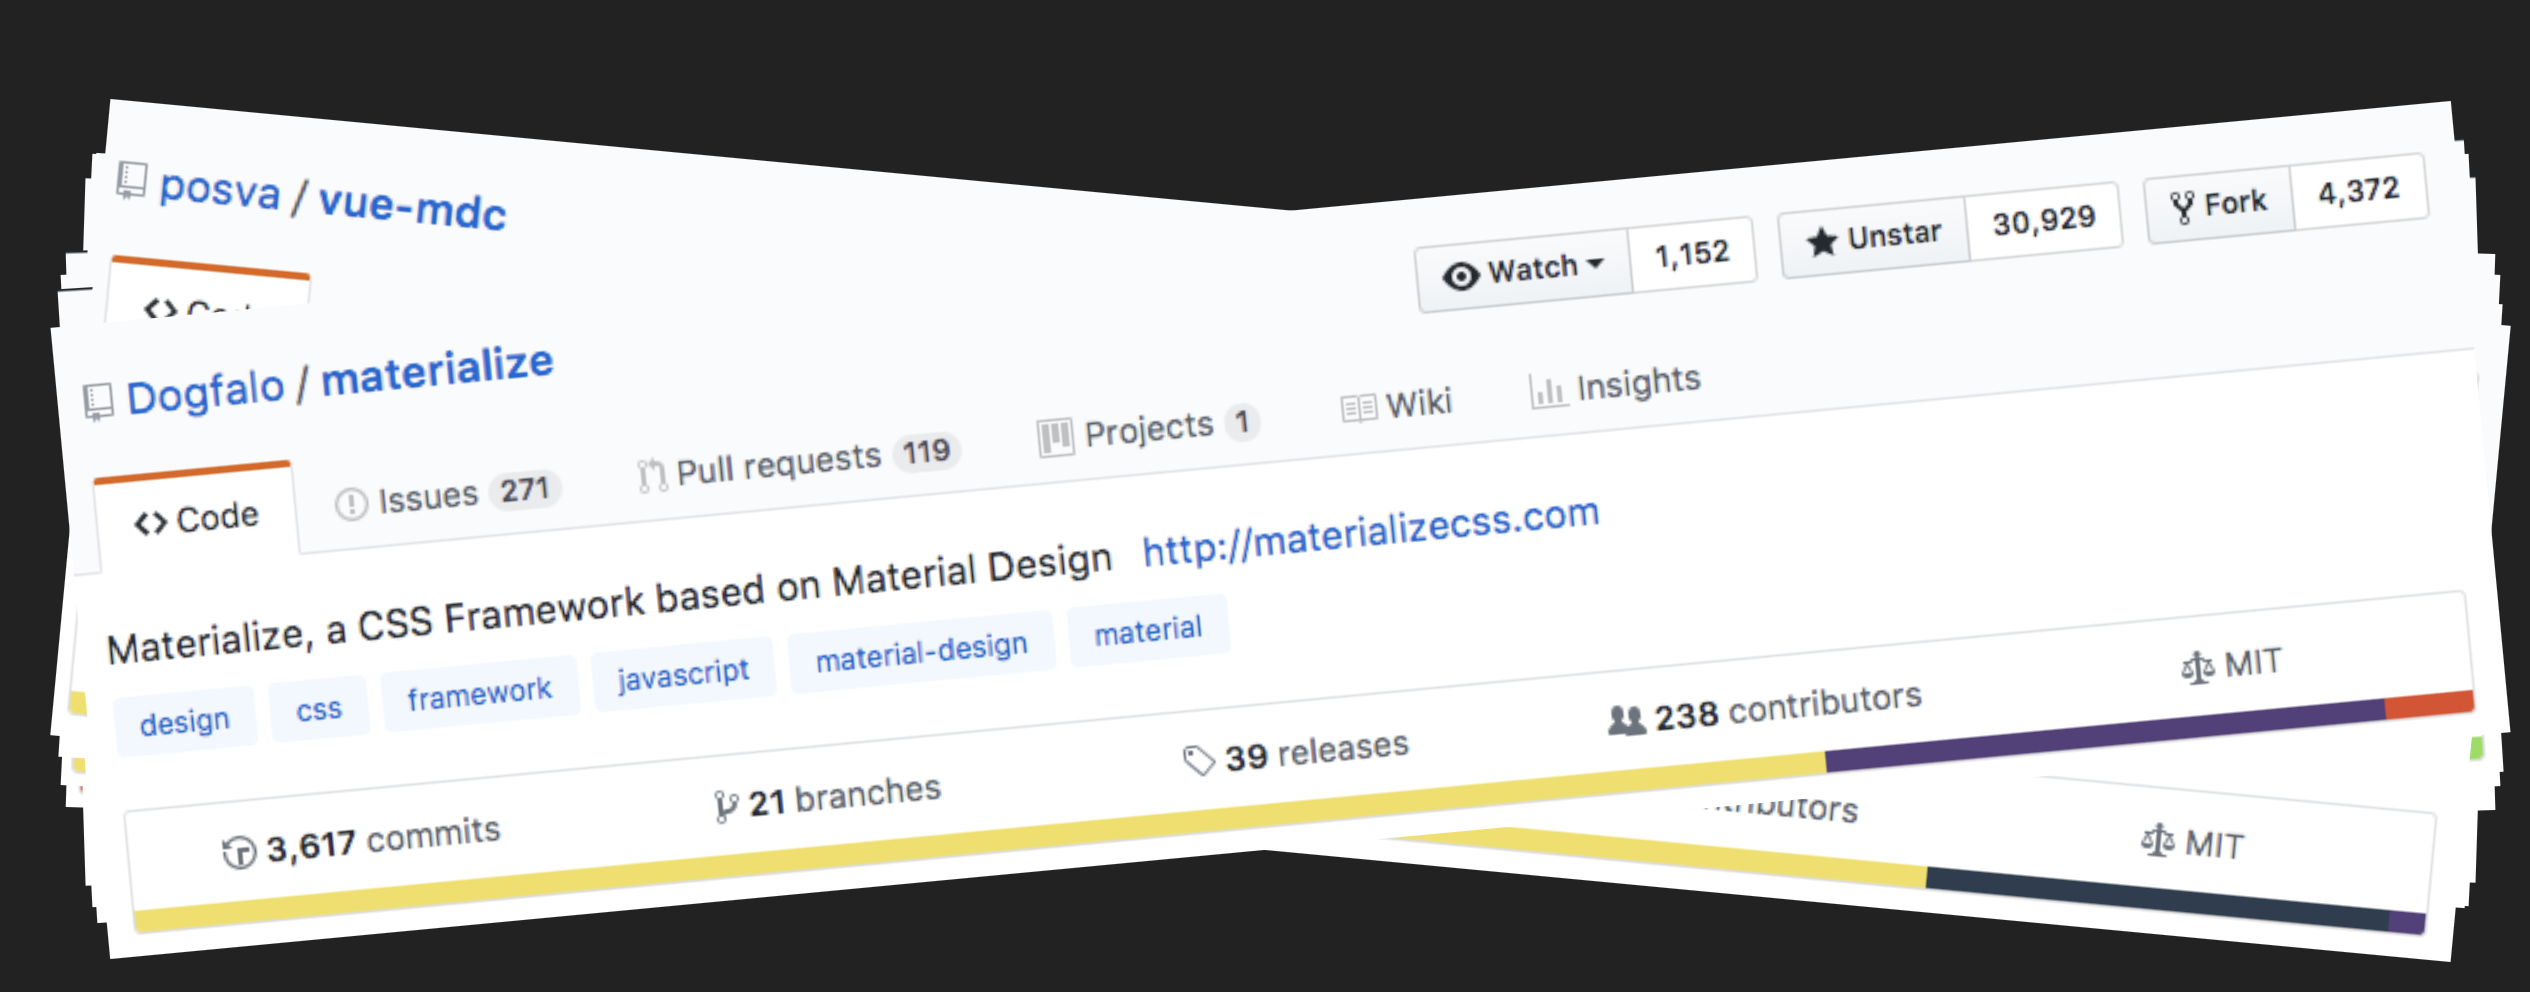 posva / vue-mdc
Watch 1,152 Unstar 30,929 Fork 4,372
Dogfalo / materialize
Code Issues 271 Pull requests 119 Projects 1 Wiki Insights
Materialize, a CSS Framework based on Material Design http://materializecss.com
design css framework javascript material-design material
3,617 commits 21 branches 39 releases 238 contributors MIT
MIT